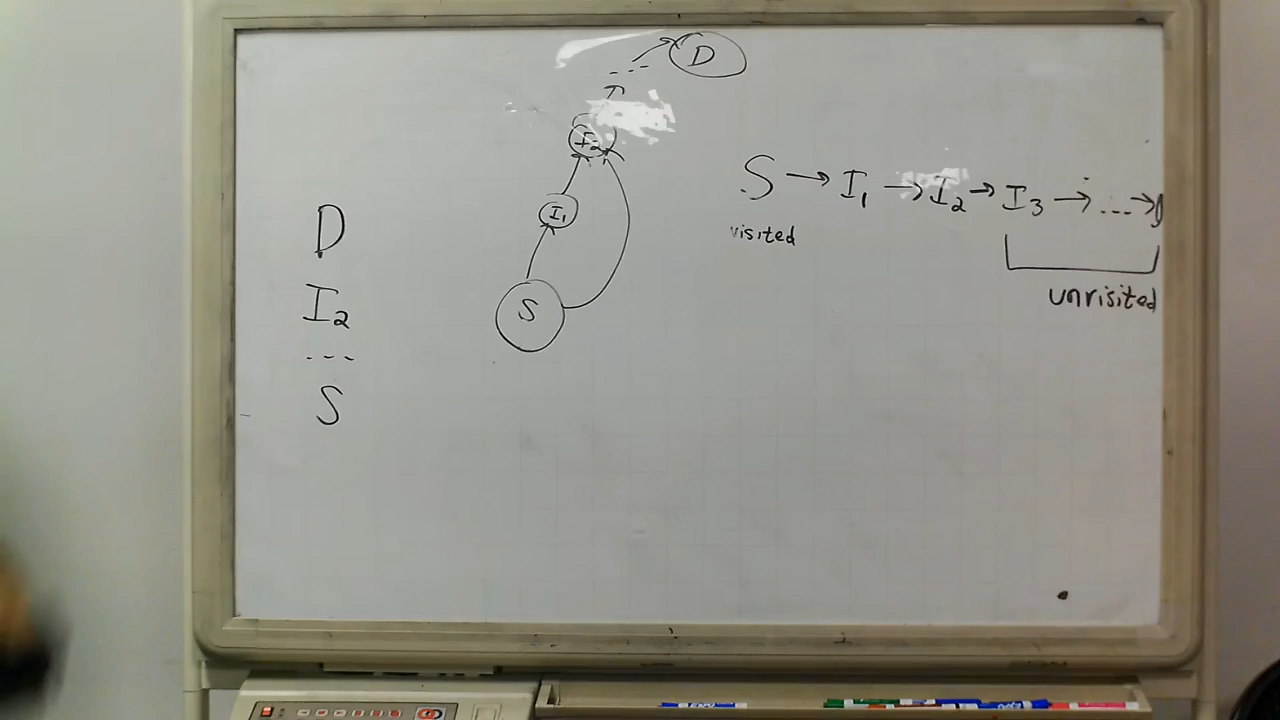 D
I₂
---
S
D
I₂
I₁
S
S → I₁ → I₂ → I₃ → ... → D
visited
unvisited